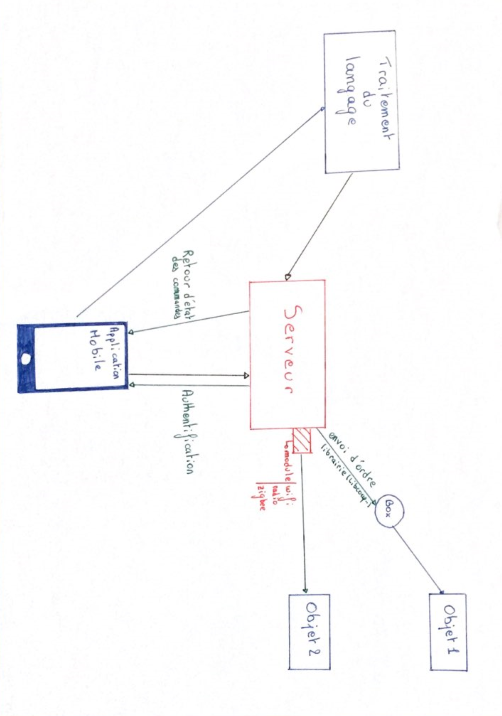 Traitement
du
langage
Serveur
envoi d'ordre
librairie
Box
Objet 1
module wifi
radio
zigbee
Objet 2
Retour d'état
des commandes
Authentification
Application
Mobile